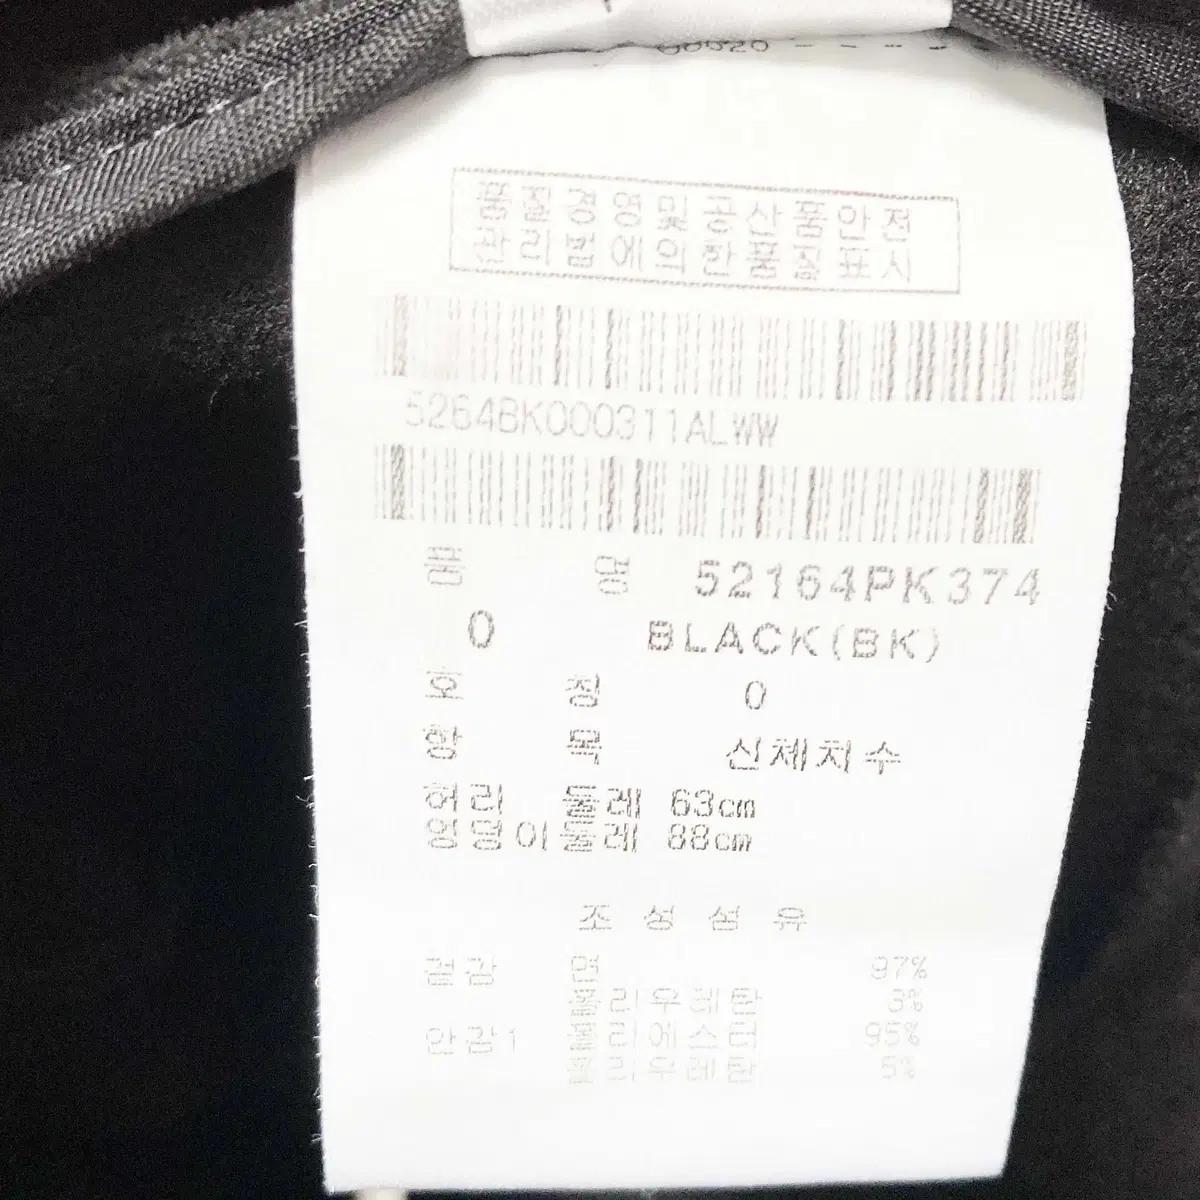 품질경영및공산품안전
관리법에의한품질표시
5264BK000311ALWW
품 명 52164PK374
0 BLACK(BK)
호 칭 0
항 목 신체치수
허리 둘레 63cm
엉덩이둘레 88cm
조성섬유
겉감 면 97%
폴리우레탄 3%
안감1 폴리에스터 95%
폴리우레탄 5%